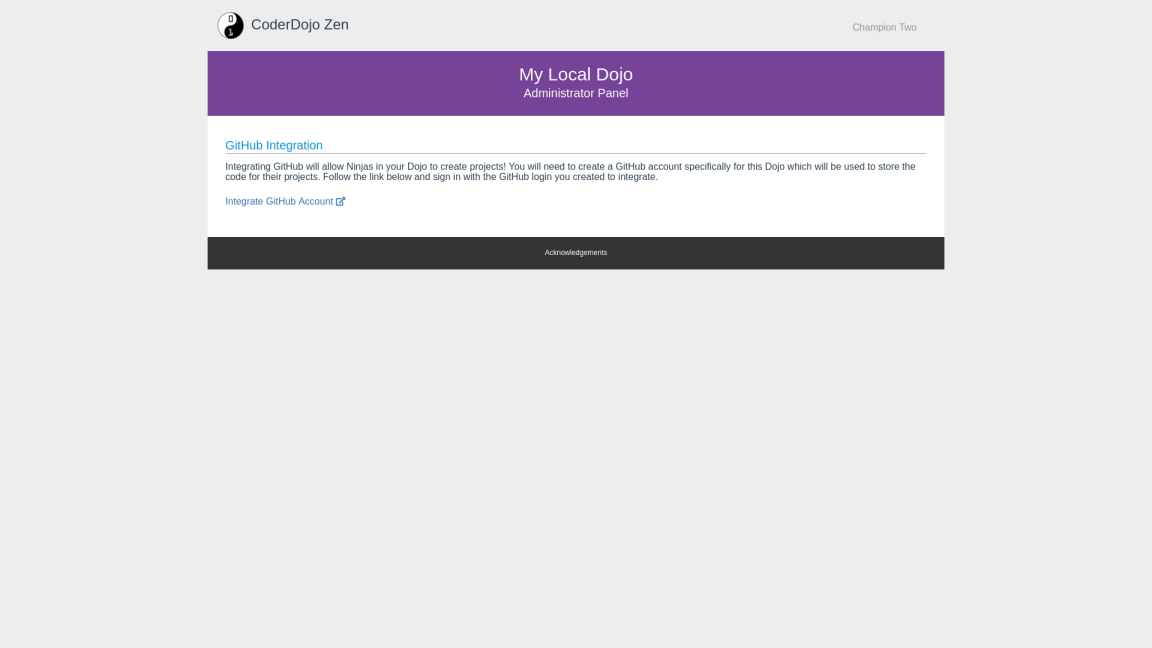 CoderDojo Zen
Champion Two
My Local Dojo
Administrator Panel
GitHub Integration
Integrating GitHub will allow Ninjas in your Dojo to create projects! You will need to create a GitHub account specifically for this Dojo which will be used to store the
code for their projects. Follow the link below and sign in with the GitHub login you created to integrate.
Integrate GitHub Account
Acknowledgements